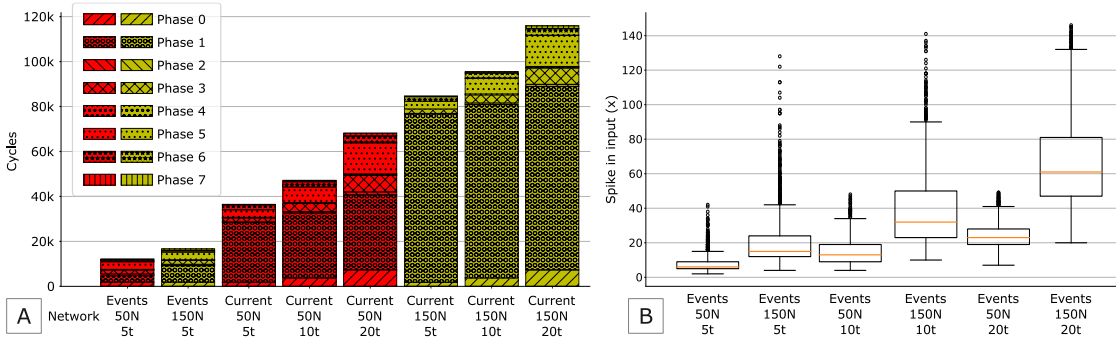 120k
100k
80k
60k
40k
20k
0
Cycles
Phase 0
Phase 1
Phase 2
Phase 3
Phase 4
Phase 5
Phase 6
Phase 7
A
Network
Events
50N
5t
Events
150N
5t
Current
50N
5t
Current
50N
10t
Current
50N
20t
Current
150N
5t
Current
150N
10t
Current
150N
20t
140
120
100
80
60
40
20
0
Spike in input (x)
B
Events
50N
5t
Events
150N
5t
Events
50N
10t
Events
150N
10t
Events
50N
20t
Events
150N
20t